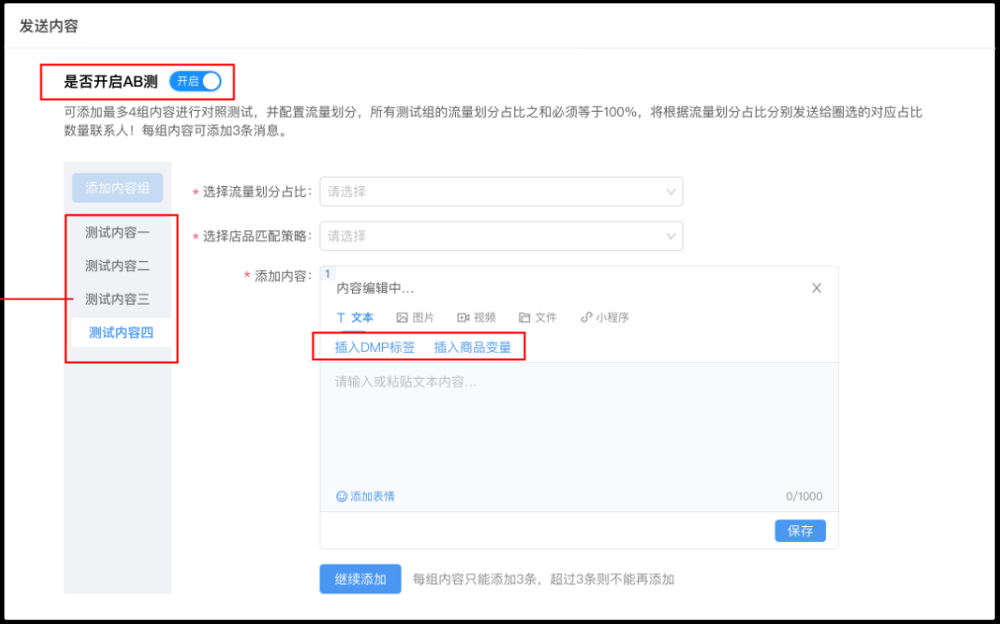 发送内容
是否开启AB测 开启
可添加最多4组内容进行对照测试，并配置流量划分，所有测试组的流量划分占比之和必须等于100%，将根据流量划分占比分别发送给圈选的对应占比
数量联系人！每组内容可添加3条消息。
添加内容组
测试内容一
测试内容二
测试内容三
测试内容四
* 选择流量划分占比： 请选择
* 选择店品匹配策略： 请选择
* 添加内容： 1
内容编辑中... X
T 文本 图片 视频 文件 小程序
插入DMP标签 插入商品变量
请输入或粘贴文本内容...
添加表情 0/1000
保存
继续添加 每组内容只能添加3条，超过3条则不能再添加